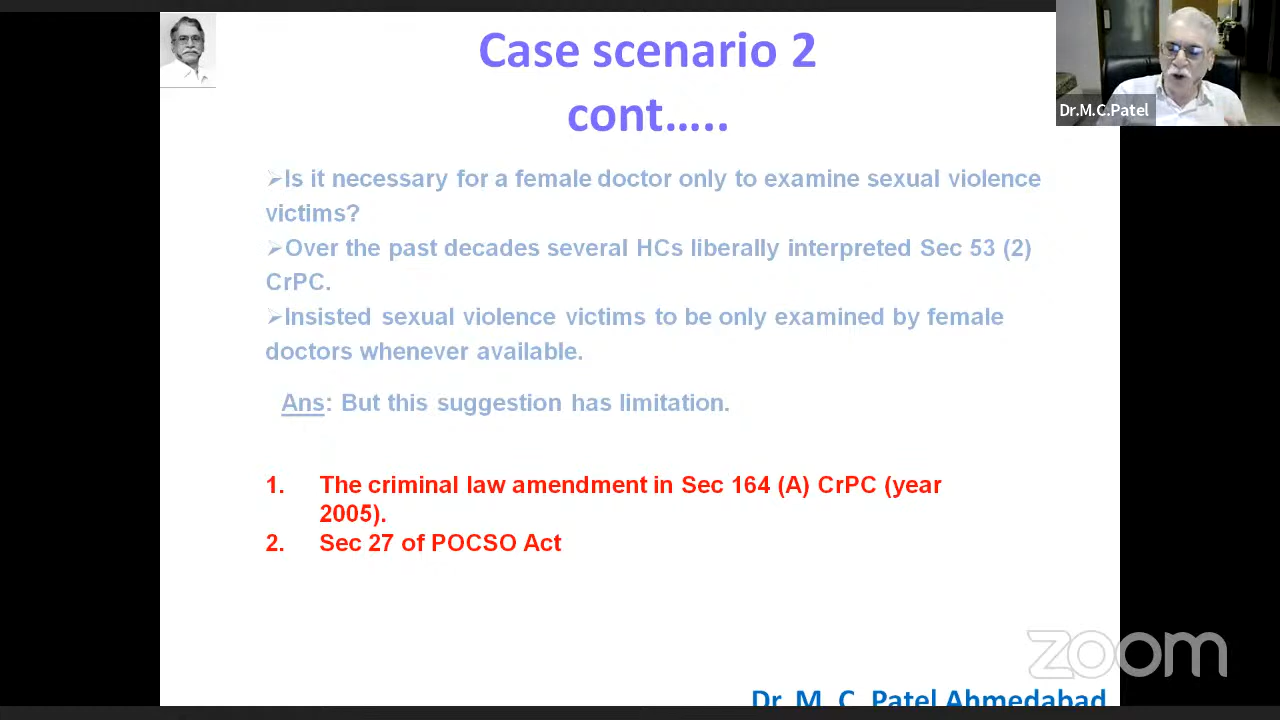 Case scenario 2
cont…..
Dr.M.C.Patel
➢Is it necessary for a female doctor only to examine sexual violence
victims?
➢Over the past decades several HCs liberally interpreted Sec 53 (2)
CrPC.
➢Insisted sexual violence victims to be only examined by female
doctors whenever available.
Ans: But this suggestion has limitation.
1. The criminal law amendment in Sec 164 (A) CrPC (year
2005).
2. Sec 27 of POCSO Act
zoom
Dr. M. C. Patel Ahmedabad